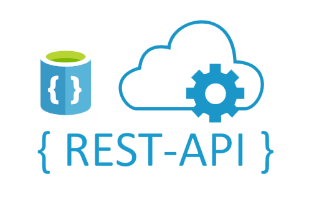 { }
{ REST-API }